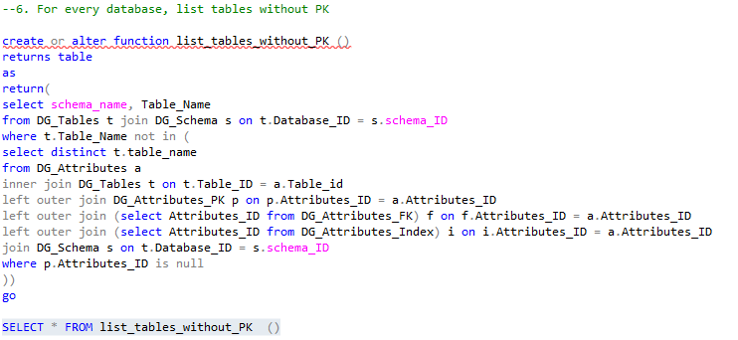 --6. For every database, list tables without PK
create or alter function list_tables_without_PK ()
returns table
as
return(
select schema_name, Table_Name
from DG_Tables t join DG_Schema s on t.Database_ID = s.schema_ID
where t.Table_Name not in (
select distinct t.table_name
from DG_Attributes a
inner join DG_Tables t on t.Table_ID = a.Table_id
left outer join DG_Attributes_PK p on p.Attributes_ID = a.Attributes_ID
left outer join (select Attributes_ID from DG_Attributes_FK) f on f.Attributes_ID = a.Attributes_ID
left outer join (select Attributes_ID from DG_Attributes_Index) i on i.Attributes_ID = a.Attributes_ID
join DG_Schema s on t.Database_ID = s.schema_ID
where p.Attributes_ID is null
))
go
SELECT * FROM list_tables_without_PK  ()